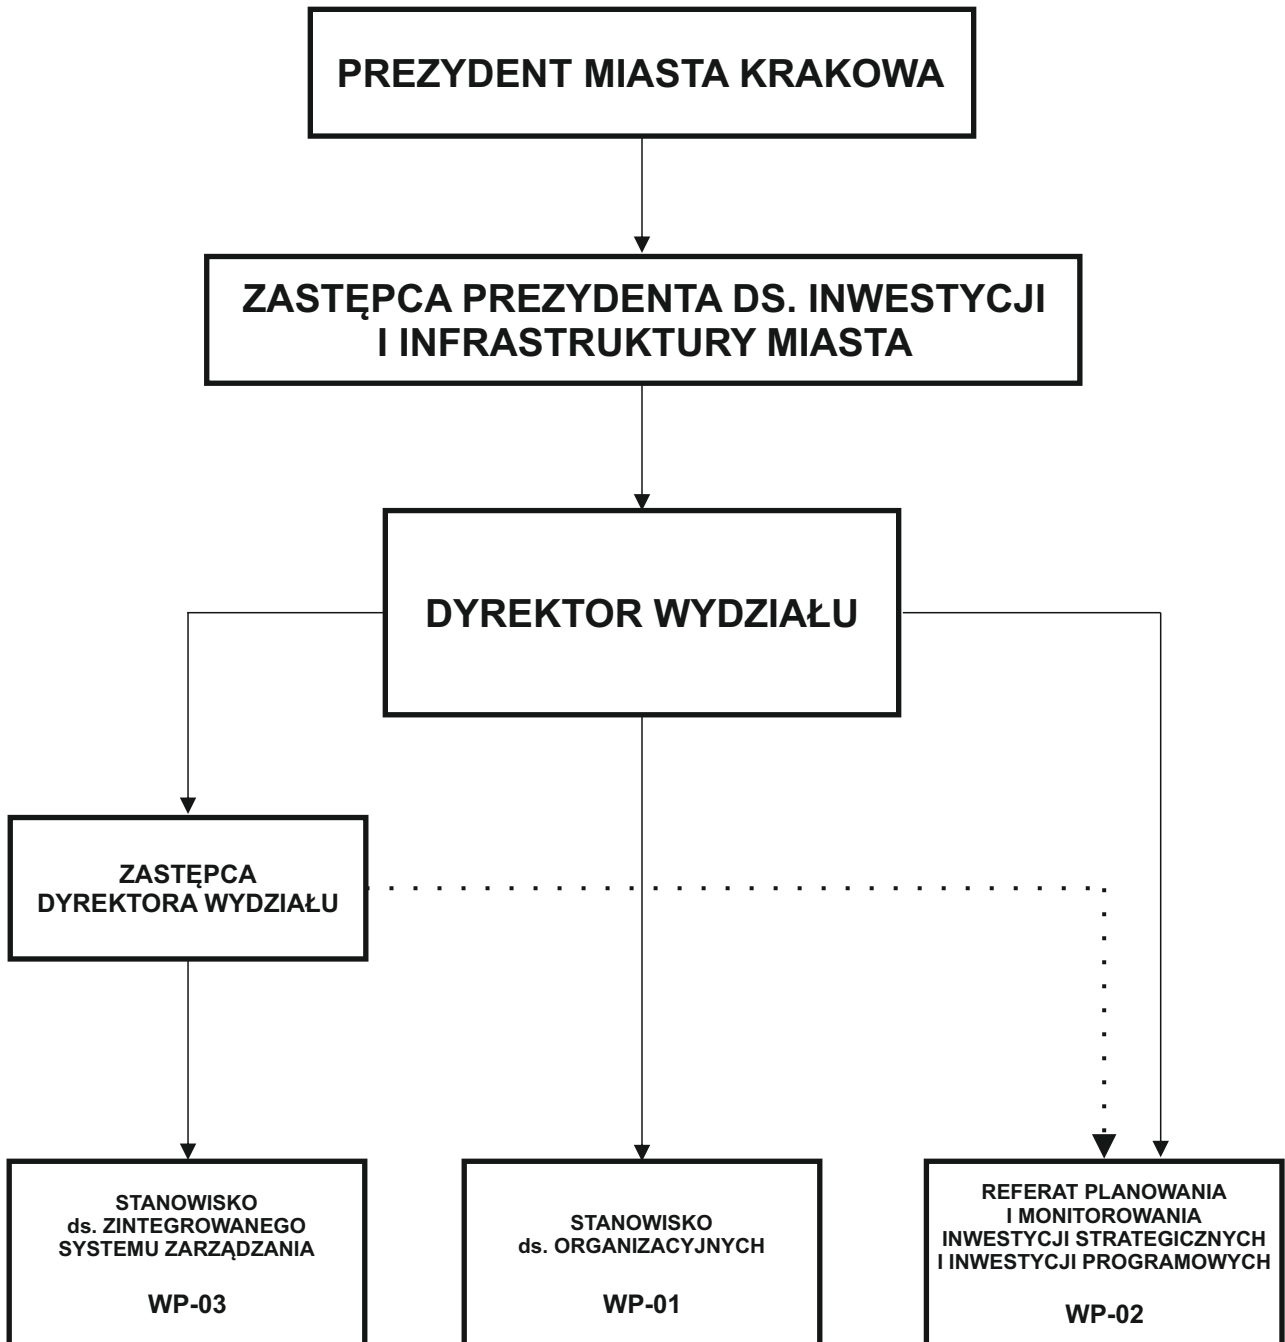 PREZYDENT MIASTA KRAKOWA
ZASTĘPCA PREZYDENTA DS. INWESTYCJI
I INFRASTRUKTURY MIASTA
DYREKTOR WYDZIAŁU
ZASTĘPCA
DYREKTORA WYDZIAŁU
STANOWISKO
ds. ZINTEGROWANEGO
SYSTEMU ZARZĄDZANIA
WP-03
STANOWISKO
ds. ORGANIZACYJNYCH
WP-01
REFERAT PLANOWANIA
I MONITOROWANIA
INWESTYCJI STRATEGICZNYCH
I INWESTYCJI PROGRAMOWYCH
WP-02